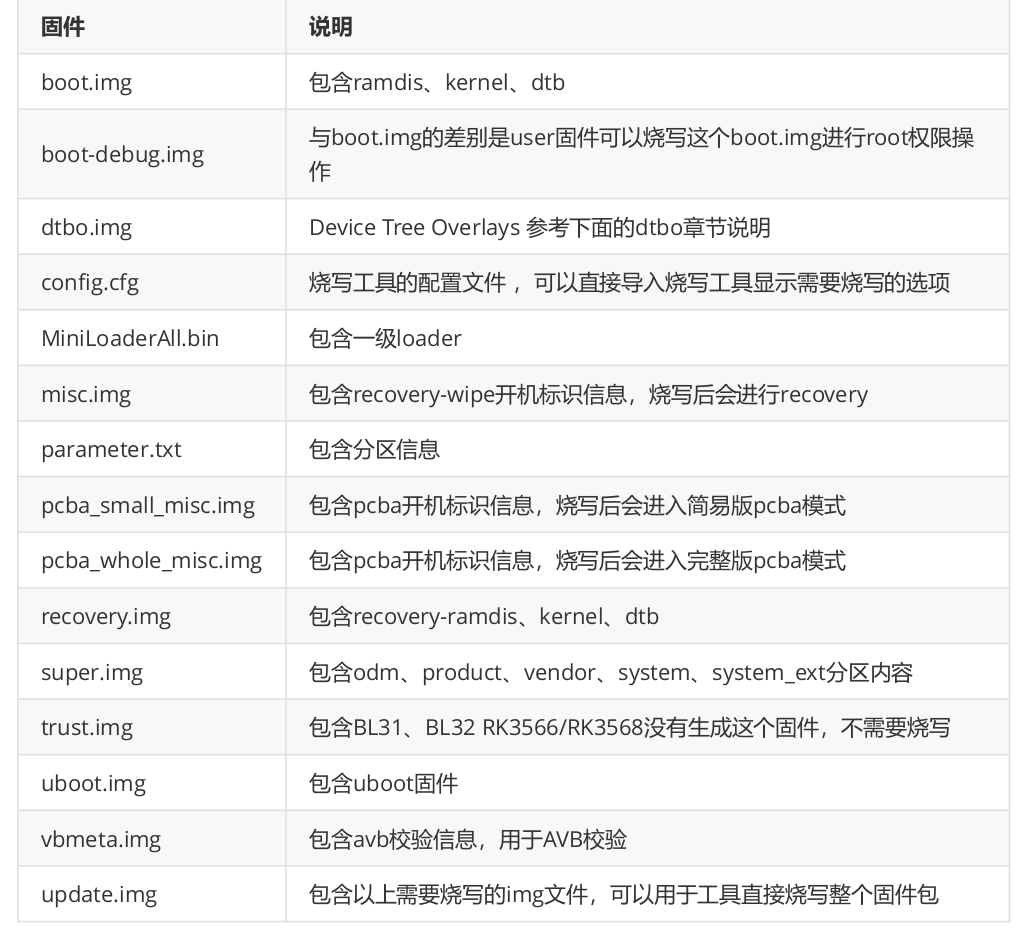 固件 说明
boot.img 包含ramdis、kernel、dtb
boot-debug.img 与boot.img的差别是user固件可以烧写这个boot.img进行root权限操
作
dtbo.img Device Tree Overlays 参考下面的dtbo章节说明
config.cfg 烧写工具的配置文件 ，可以直接导入烧写工具显示需要烧写的选项
MiniLoaderAll.bin 包含一级loader
misc.img 包含recovery-wipe开机标识信息，烧写后会进行recovery
parameter.txt 包含分区信息
pcba_small_misc.img 包含pcba开机标识信息，烧写后会进入简易版pcba模式
pcba_whole_misc.img 包含pcba开机标识信息，烧写后会进入完整版pcba模式
recovery.img 包含recovery-ramdis、kernel、dtb
super.img 包含odm、product、vendor、system、system_ext分区内容
trust.img 包含BL31、BL32 RK3566/RK3568没有生成这个固件，不需要烧写
uboot.img 包含uboot固件
vbmeta.img 包含avb校验信息，用于AVB校验
update.img 包含以上需要烧写的img文件，可以用于工具直接烧写整个固件包